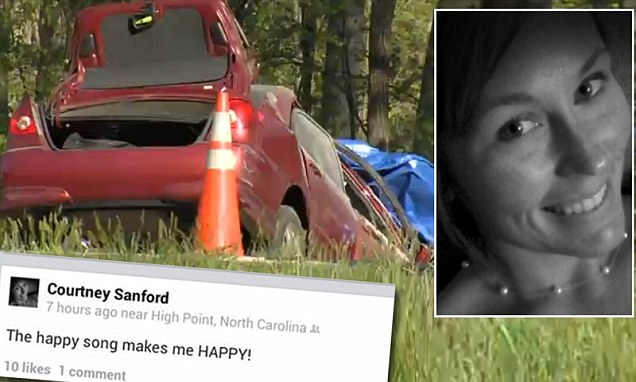 Courtney Sanford
7 hours ago near High Point, North Carolina
The happy song makes me HAPPY!
10 likes 1 comment